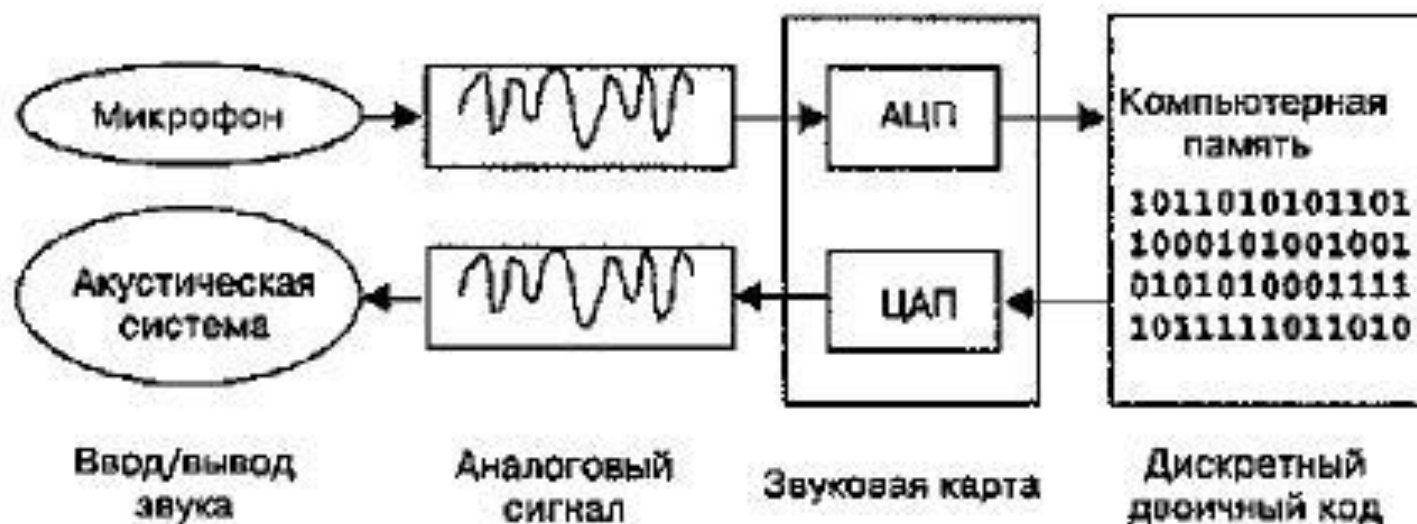 Микрофон
АЦП
Компьютерная
память
1011010101101
1000101001001
0101010001111
1011111011010
Акустическая
система
ЦАП
Ввод/вывод
звука
Аналоговый
сигнал
Звуковая карта
Дискретный
двоичный код